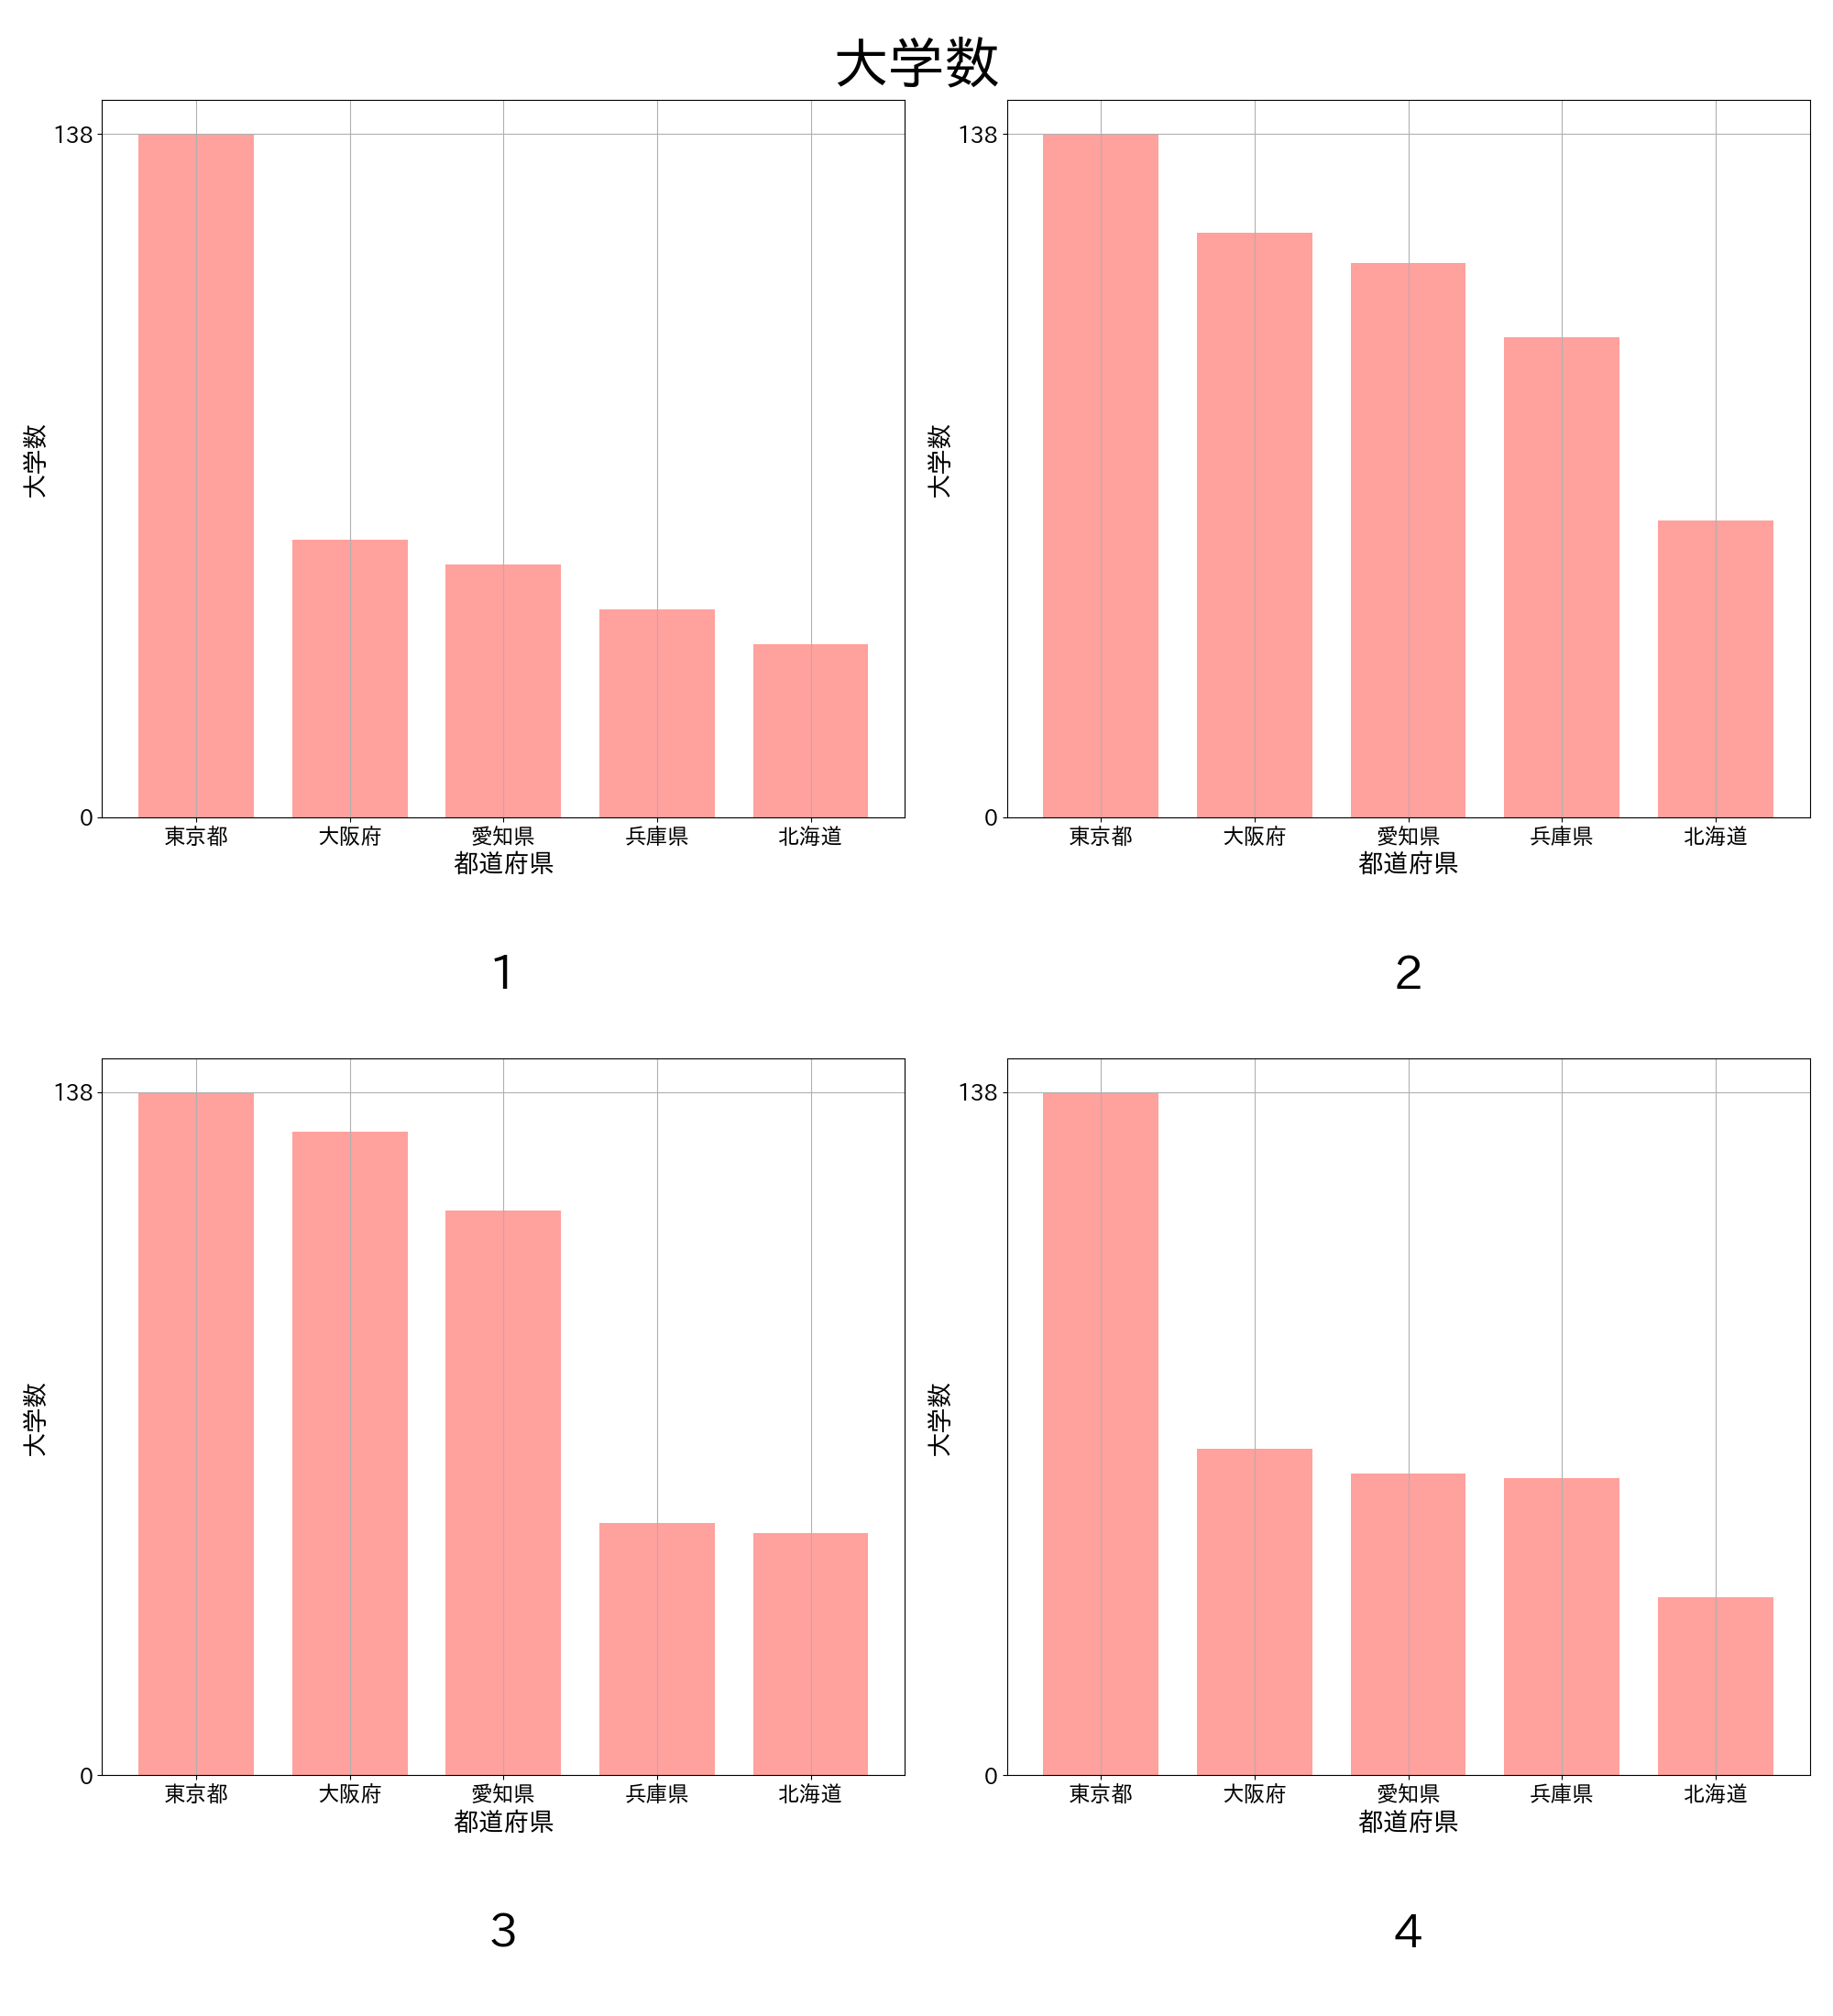 大学数
138
0
大学数
東京都 大阪府 愛知県 兵庫県 北海道
都道府県
1
138
0
大学数
東京都 大阪府 愛知県 兵庫県 北海道
都道府県
2
138
0
大学数
東京都 大阪府 愛知県 兵庫県 北海道
都道府県
3
138
0
大学数
東京都 大阪府 愛知県 兵庫県 北海道
都道府県
4